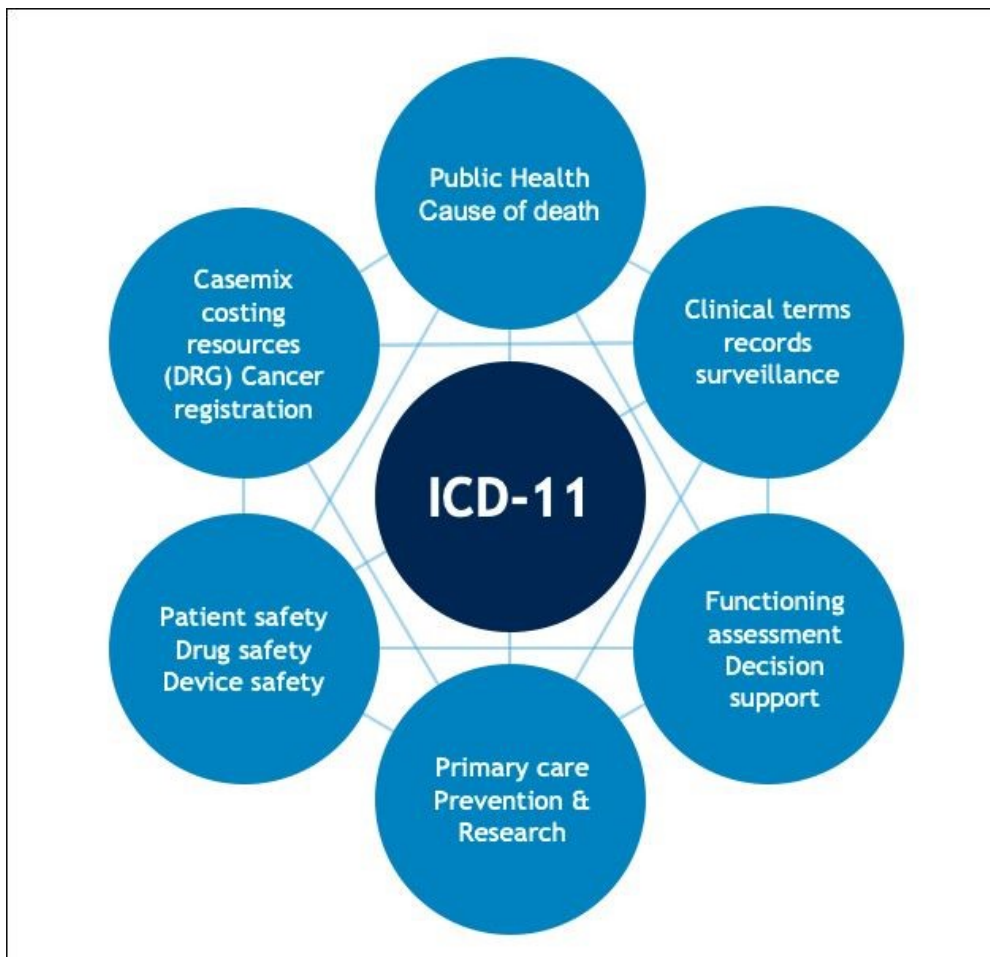 Public Health
Cause of death
Clinical terms
records
surveillance
Functioning
assessment
Decision
support
Primary care
Prevention &
Research
Patient safety
Drug safety
Device safety
Casemix
costing
resources
(DRG) Cancer
registration
ICD-11